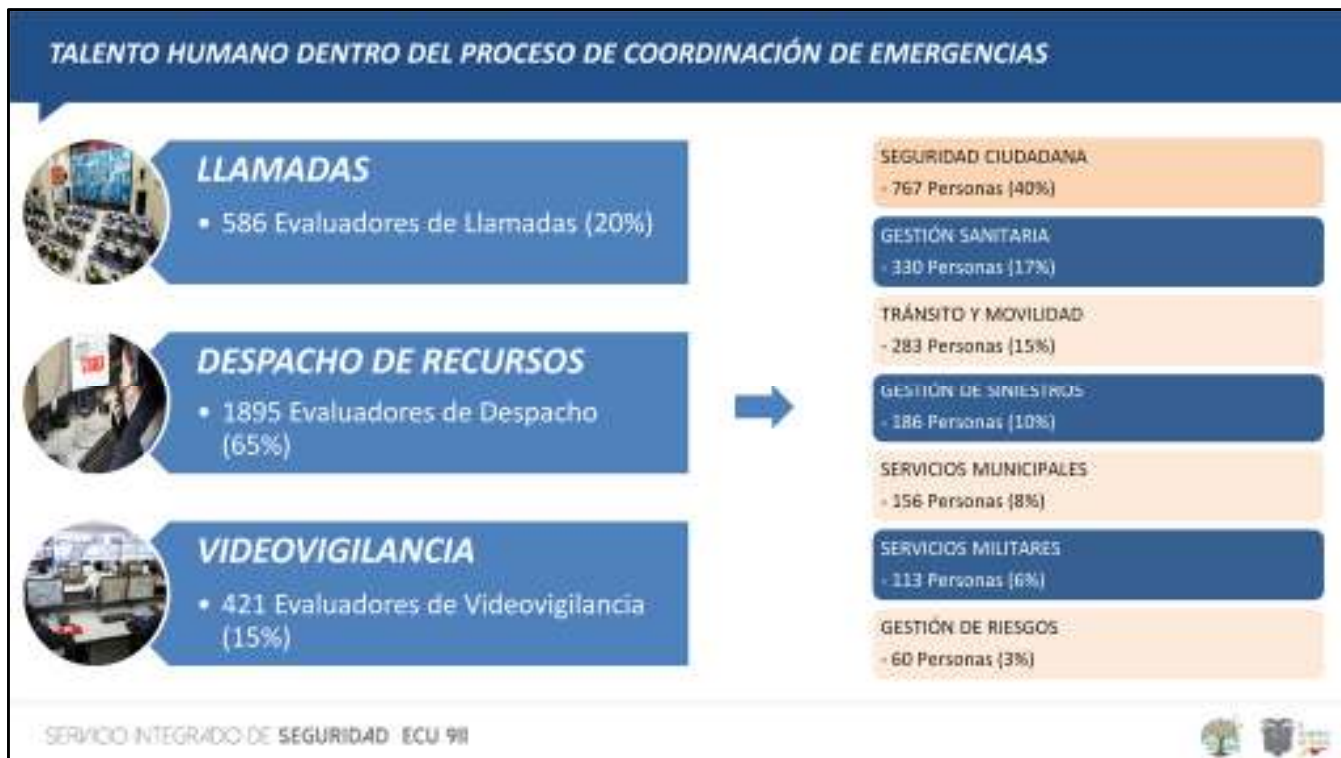 TALENTO HUMANO DENTRO DEL PROCESO DE COORDINACIÓN DE EMERGENCIAS
LLAMADAS
• 586 Evaluadores de Llamadas (20%)
DESPACHO DE RECURSOS
• 1895 Evaluadores de Despacho
(65%)
VIDEOVIGILANCIA
• 421 Evaluadores de Videovigilancia
(15%)
SEGURIDAD CIUDADANA
- 767 Personas (40%)
GESTIÓN SANITARIA
- 330 Personas (17%)
TRÁNSITO Y MOVILIDAD
- 283 Personas (15%)
GESTIÓN DE SINIESTROS
- 186 Personas (10%)
SERVICIOS MUNICIPALES
- 156 Personas (8%)
SERVICIOS MILITARES
- 113 Personas (6%)
GESTIÓN DE RIESGOS
- 60 Personas (3%)
SERVICIO INTEGRADO DE SEGURIDAD ECU 911